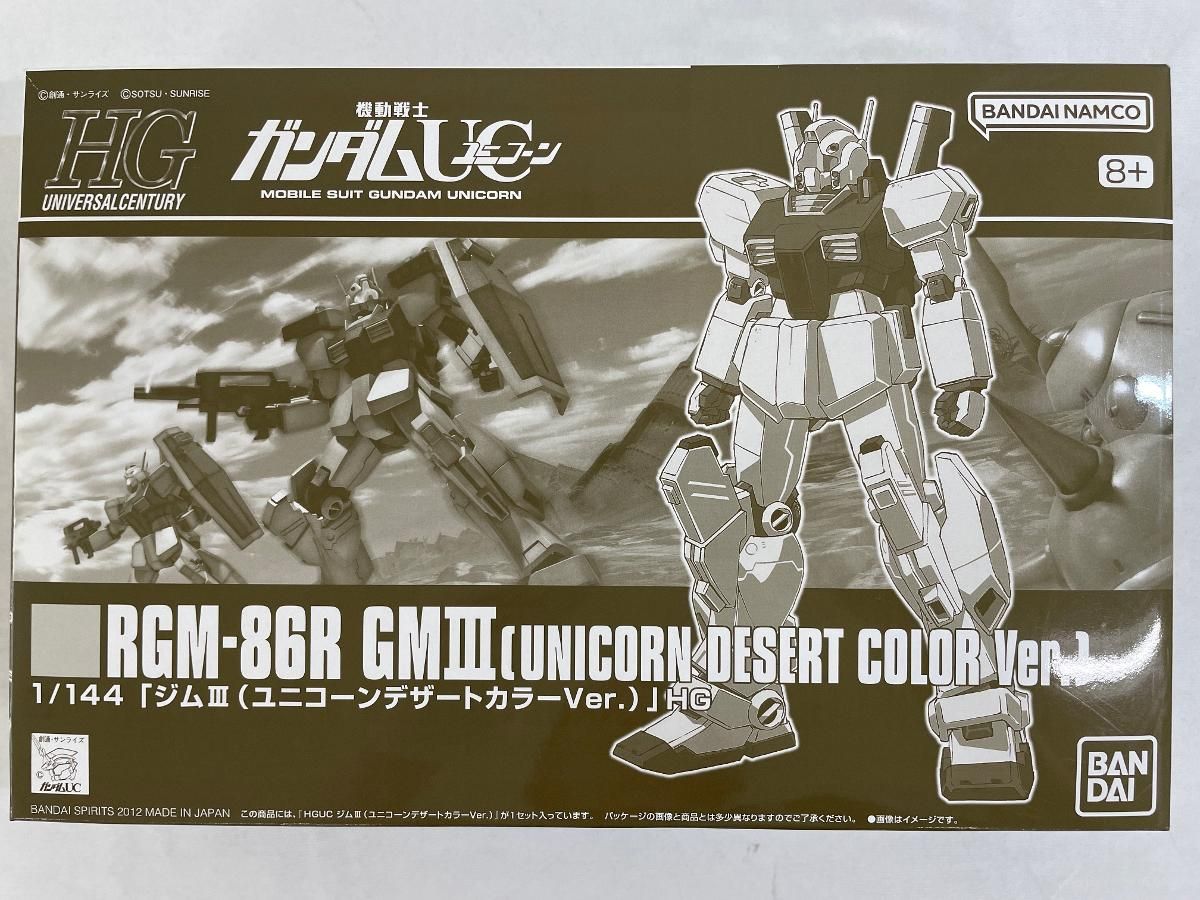 ©創通・サンライズ ©SOTSU・SUNRISE
HG
UNIVERSAL CENTURY
機動戦士
ガンダムUC
ユニコーン
MOBILE SUIT GUNDAM UNICORN
BANDAI NAMCO
8+
RGM-86R GMⅢ(UNICORN DESERT COLOR Ver.)
1/144「ジムⅢ(ユニコーンデザートカラーVer.)」HG
創通・サンライズ
©
ガンダムUC
BAN
DAI
BANDAI SPIRITS 2012 MADE IN JAPAN この商品には、「HGUC ジムⅢ(ユニコーンデザートカラーVer.)」が1セット入っています。 パッケージの画像と商品とは多少異なりますのでご了承ください。 ●画像はイメージです。